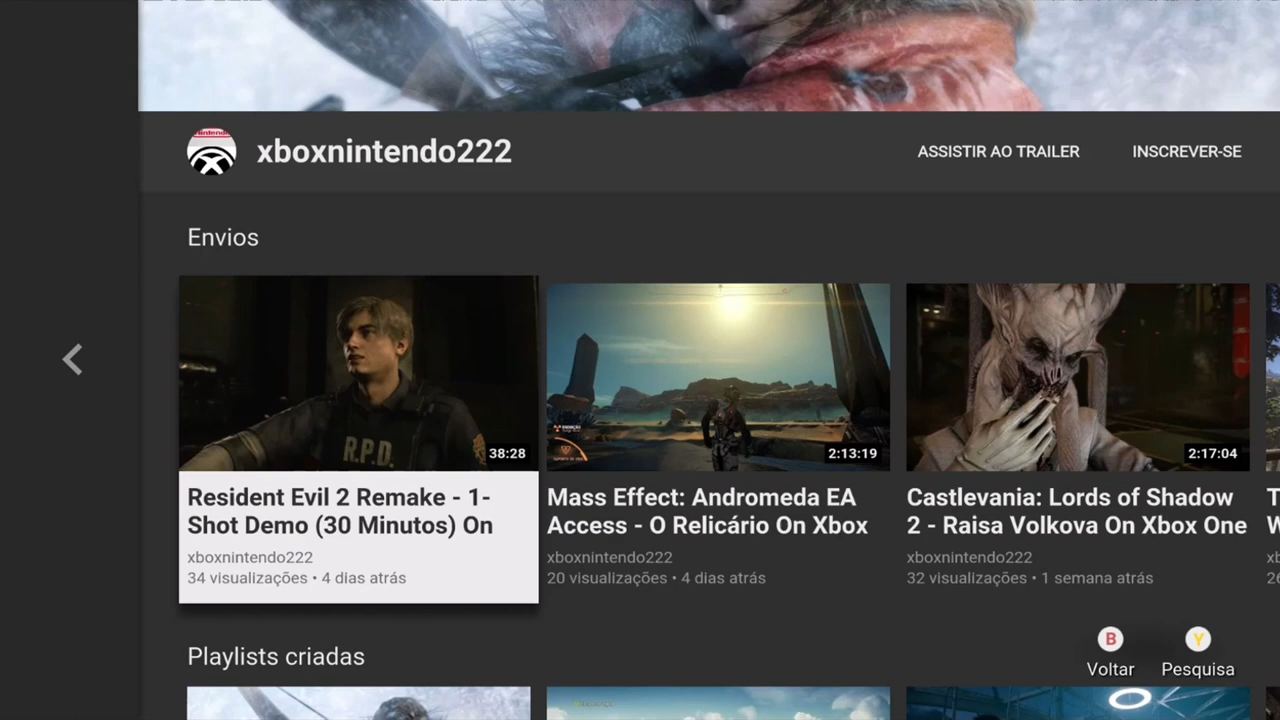 Nintendo
xboxnintendo222
ASSISTIR AO TRAILER
INSCREVER-SE
Envios
R.P.D.
38:28
2:13:19
2:17:04
Resident Evil 2 Remake - 1-
Shot Demo (30 Minutos) On
xboxnintendo222
34 visualizações • 4 dias atrás
Mass Effect: Andromeda EA
Access - O Relicário On Xbox
xboxnintendo222
20 visualizações • 4 dias atrás
Castlevania: Lords of Shadow
2 - Raisa Volkova On Xbox One
xboxnintendo222
32 visualizações • 1 semana atrás
B
Voltar
Y
Pesquisa
Playlists criadas